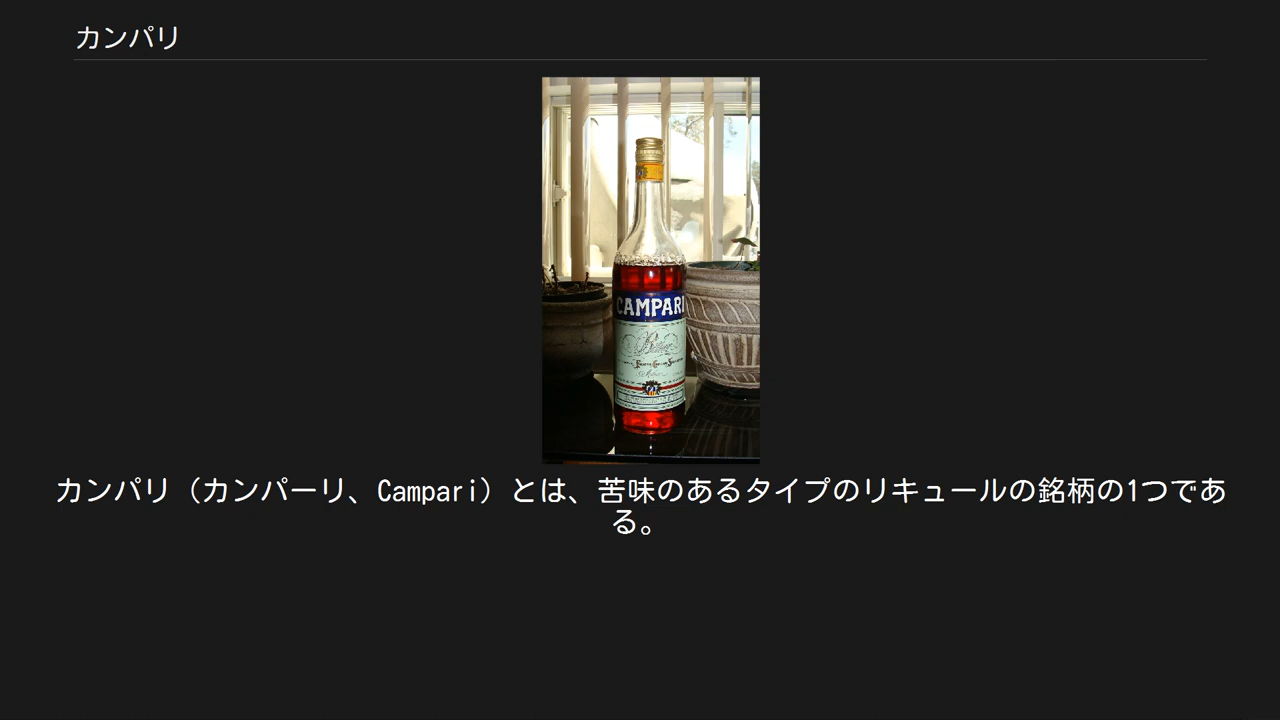 カンパリ
CAMPARI
カンパリ（カンパーリ、Campari）とは、苦味のあるタイプのリキュールの銘柄の1つであ
る。